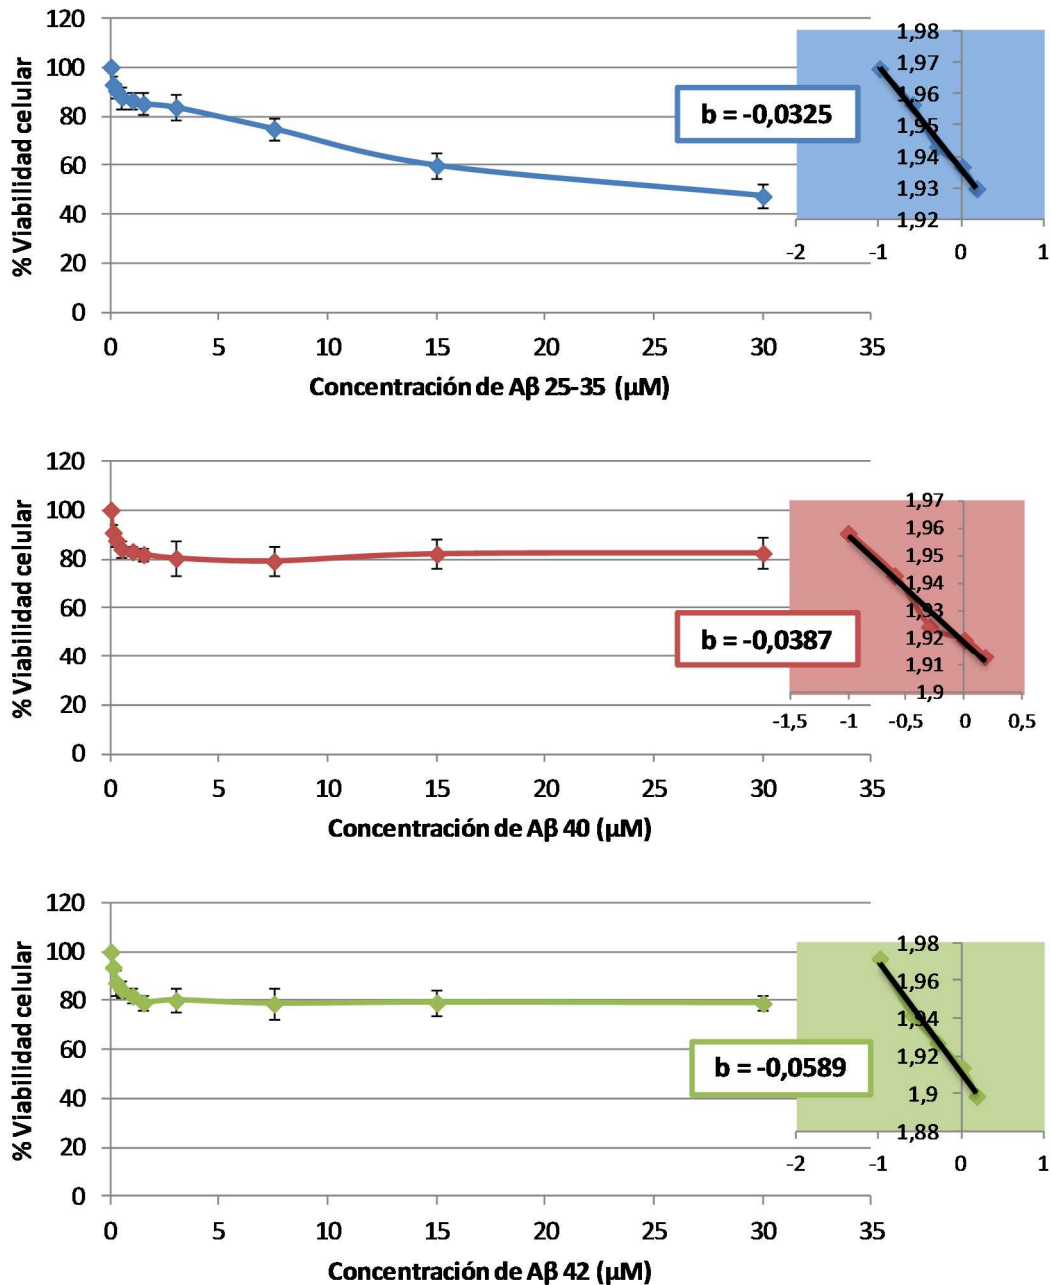 120
100
80
60
40
20
0
% Viabilidad celular
0 5 10 15 20 25 30 35
Concentración de Aβ 25-35 (µM)
b = -0,0325
1,98
1,97
1,96
1,95
1,94
1,93
1,92
-2 -1 0 1
120
100
80
60
40
20
0
% Viabilidad celular
0 5 10 15 20 25 30 35
Concentración de Aβ 40 (µM)
b = -0,0387
1,97
1,96
1,95
1,94
1,93
1,92
1,91
1,9
-1,5 -1 -0,5 0 0,5
120
100
80
60
40
20
0
% Viabilidad celular
0 5 10 15 20 25 30 35
Concentración de Aβ 42 (µM)
b = -0,0589
1,98
1,96
1,94
1,92
1,9
1,88
-2 -1 0 1